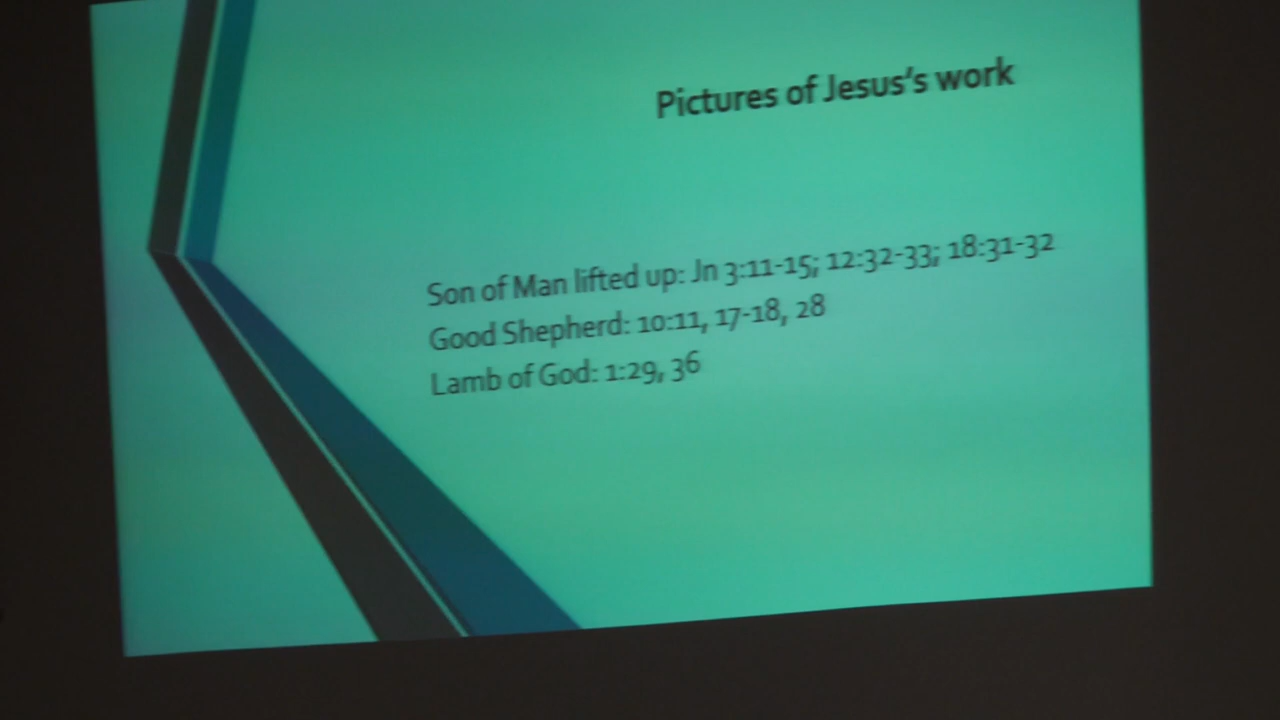 Pictures of Jesus's work
Son of Man lifted up: Jn 3:11-15; 12:32-33; 18:31-32
Good Shepherd: 10:11, 17-18, 28
Lamb of God: 1:29, 36